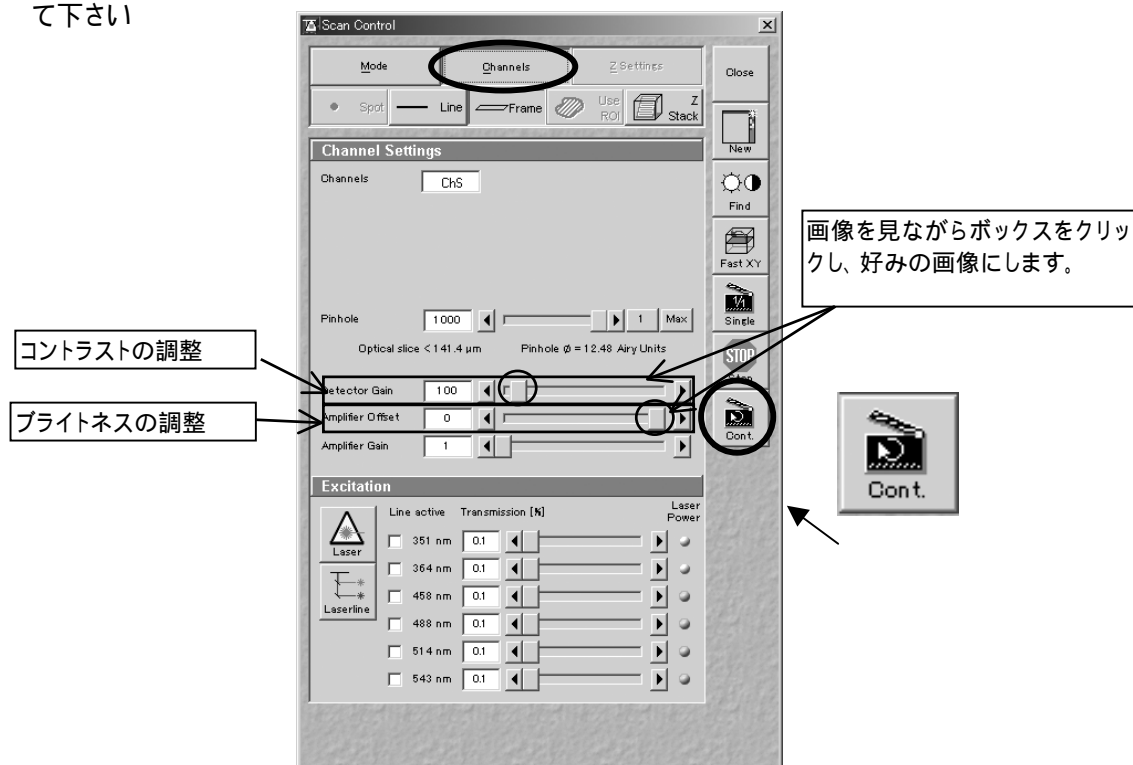 て下さい
Scan Control
Mode
Channels
Z Settings
Close
Spot
Line
Frame
Use ROI
Z Stack
New
Channel Settings
Channels
ChS
Find
Fast XY
画像を見ながらボックスをクリッ
クし、好みの画像にします。
Single
Pinhole
1000
1
Max
Optical slice < 141.4 μm
Pinhole Ø = 12.48 Airy Units
STOP
Stop
コントラストの調整
Detector Gain
100
ブライトネスの調整
Amplifier Offset
0
Amplifier Gain
1
Cont.
Cont.
Excitation
Line active
Transmission [%]
Laser Power
Laser
351 nm
0.1
364 nm
0.1
Laserline
458 nm
0.1
488 nm
0.1
514 nm
0.1
543 nm
0.1